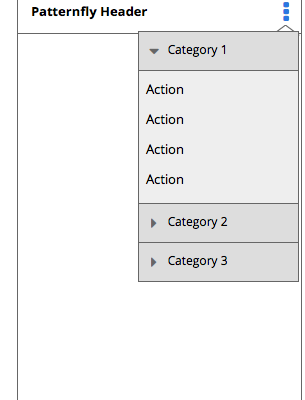 Patternfly Header
Category 1
Action
Action
Action
Action
Category 2
Category 3